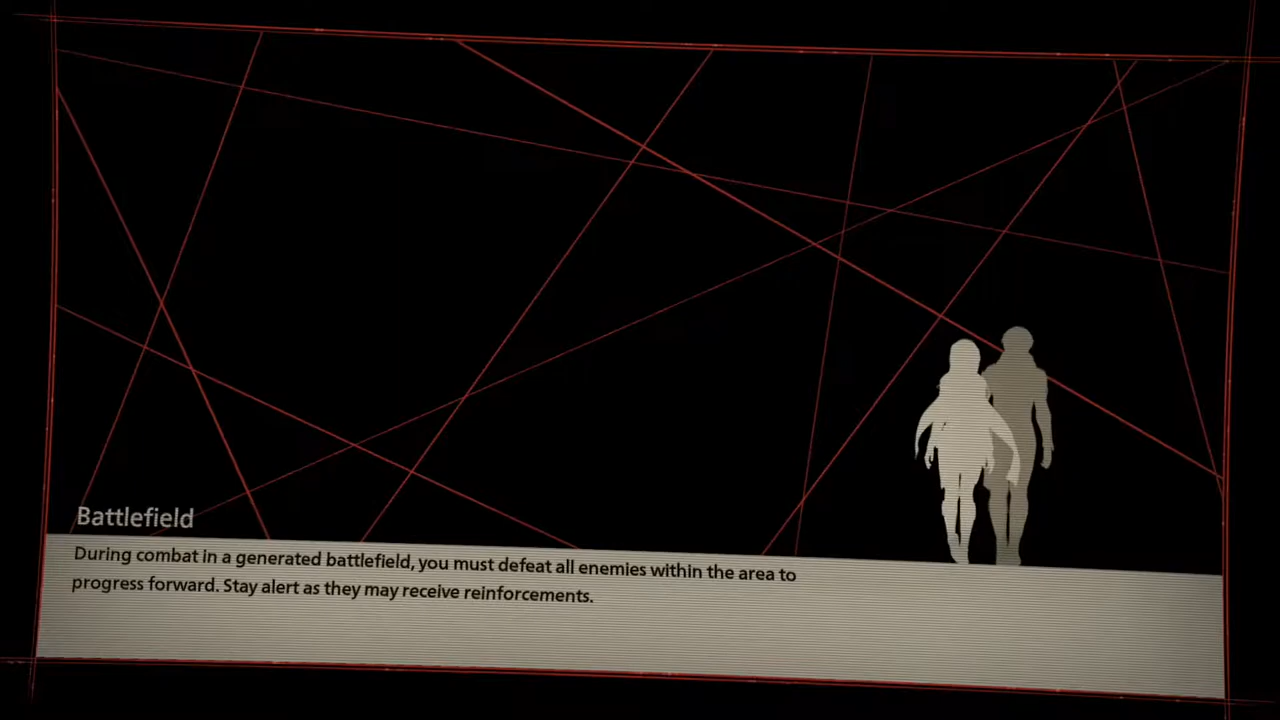 Battlefield
During combat in a generated battlefield, you must defeat all enemies within the area to
progress forward. Stay alert as they may receive reinforcements.